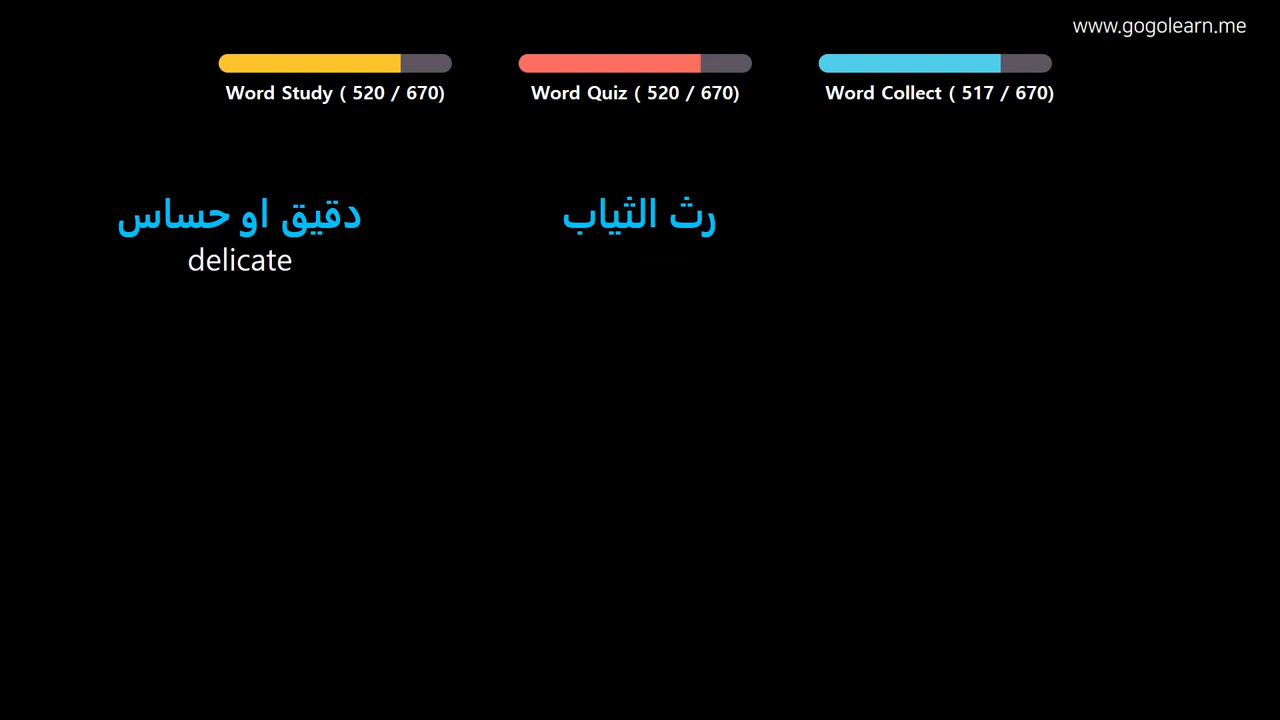 www.gogolearn.me
Word Study ( 520 / 670)
Word Quiz ( 520 / 670)
Word Collect ( 517 / 670)
دقيق او حساس
delicate
رث الثياب